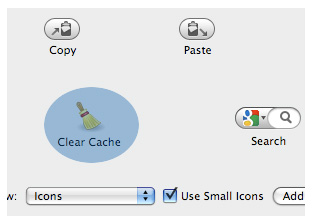 Copy Paste
Clear Cache
Search
w: Icons Use Small Icons Add